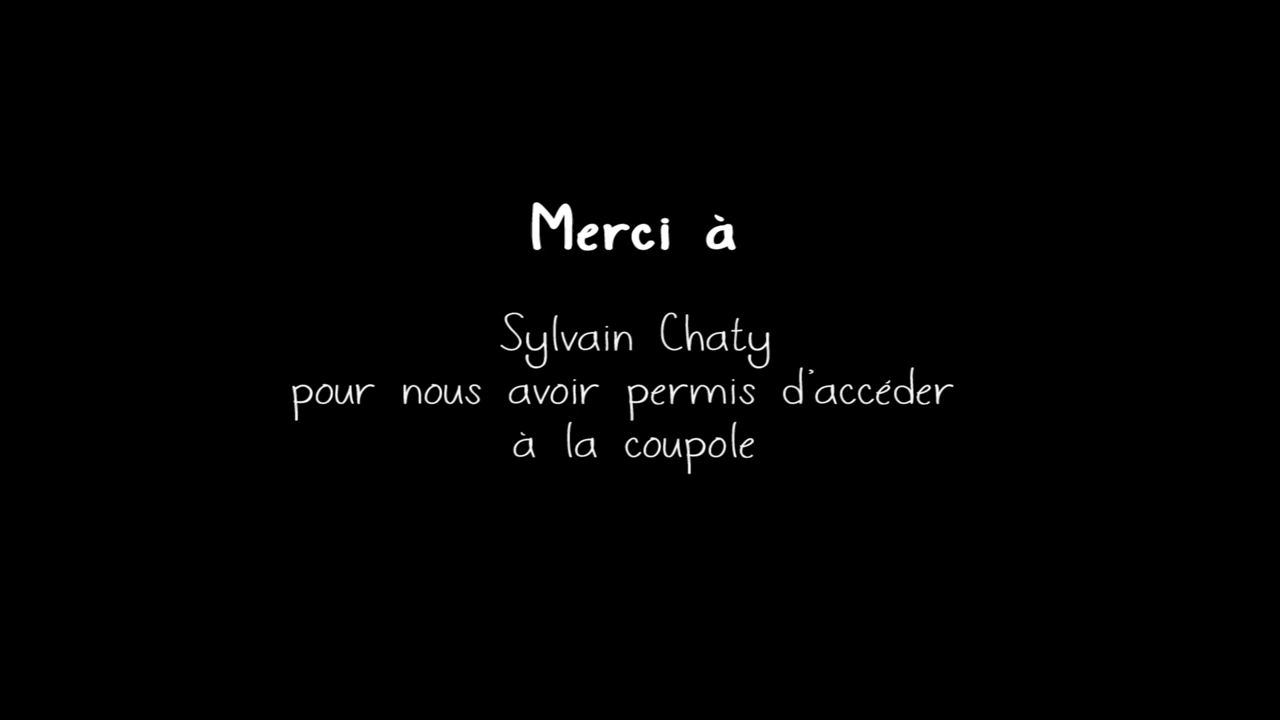 Merci à
Sylvain Chaty
pour nous avoir permis d'accéder
à la coupole